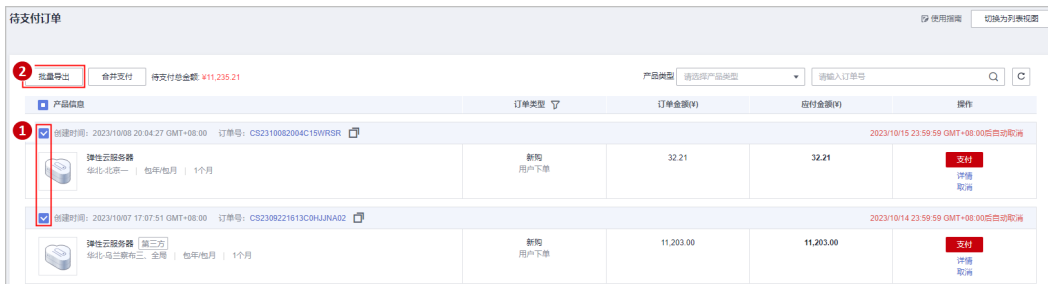 待支付订单
使用指南
切换为列表视图
2
批量导出
合并支付
待支付总金额: ¥11,235.21
产品类型
请选择产品类型
请输入订单号
产品信息
订单类型
订单金额(¥)
应付金额(¥)
操作
1
创建时间: 2023/10/08 20:04:27 GMT+08:00 订单号: CS2310082004C15WRSR
2023/10/15 23:59:59 GMT+08:00后自动取消
弹性云服务器
华北-北京一 | 包年/包月 | 1个月
新购
用户下单
32.21
32.21
支付
详情
取消
创建时间: 2023/10/07 17:07:51 GMT+08:00 订单号: CS2309221613C0HJJNA02
2023/10/14 23:59:59 GMT+08:00后自动取消
弹性云服务器 第三方
华北-乌兰察布三、全局 | 包年/包月 | 1个月
新购
用户下单
11,203.00
11,203.00
支付
详情
取消